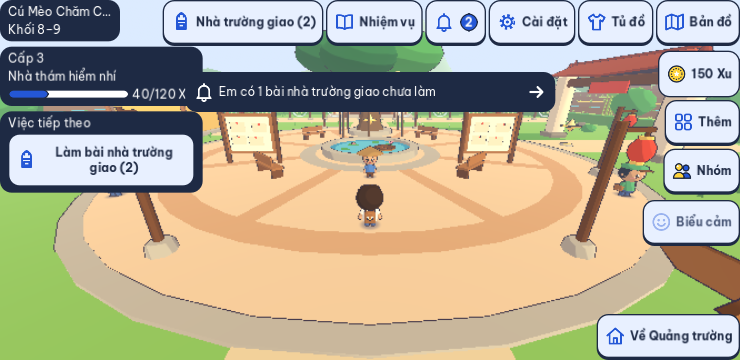 Cú Mèo Chăm C...
Khối 8-9
Nhà trường giao (2)
Nhiệm vụ
2
Cài đặt
Tủ đồ
Bản đồ
Cấp 3
Nhà thám hiểm nhí
40/120 X
Em có 1 bài nhà trường giao chưa làm
150 Xu
Việc tiếp theo
Làm bài nhà trường
giao (2)
Thêm
Nhóm
Biểu cảm
Về Quảng trường